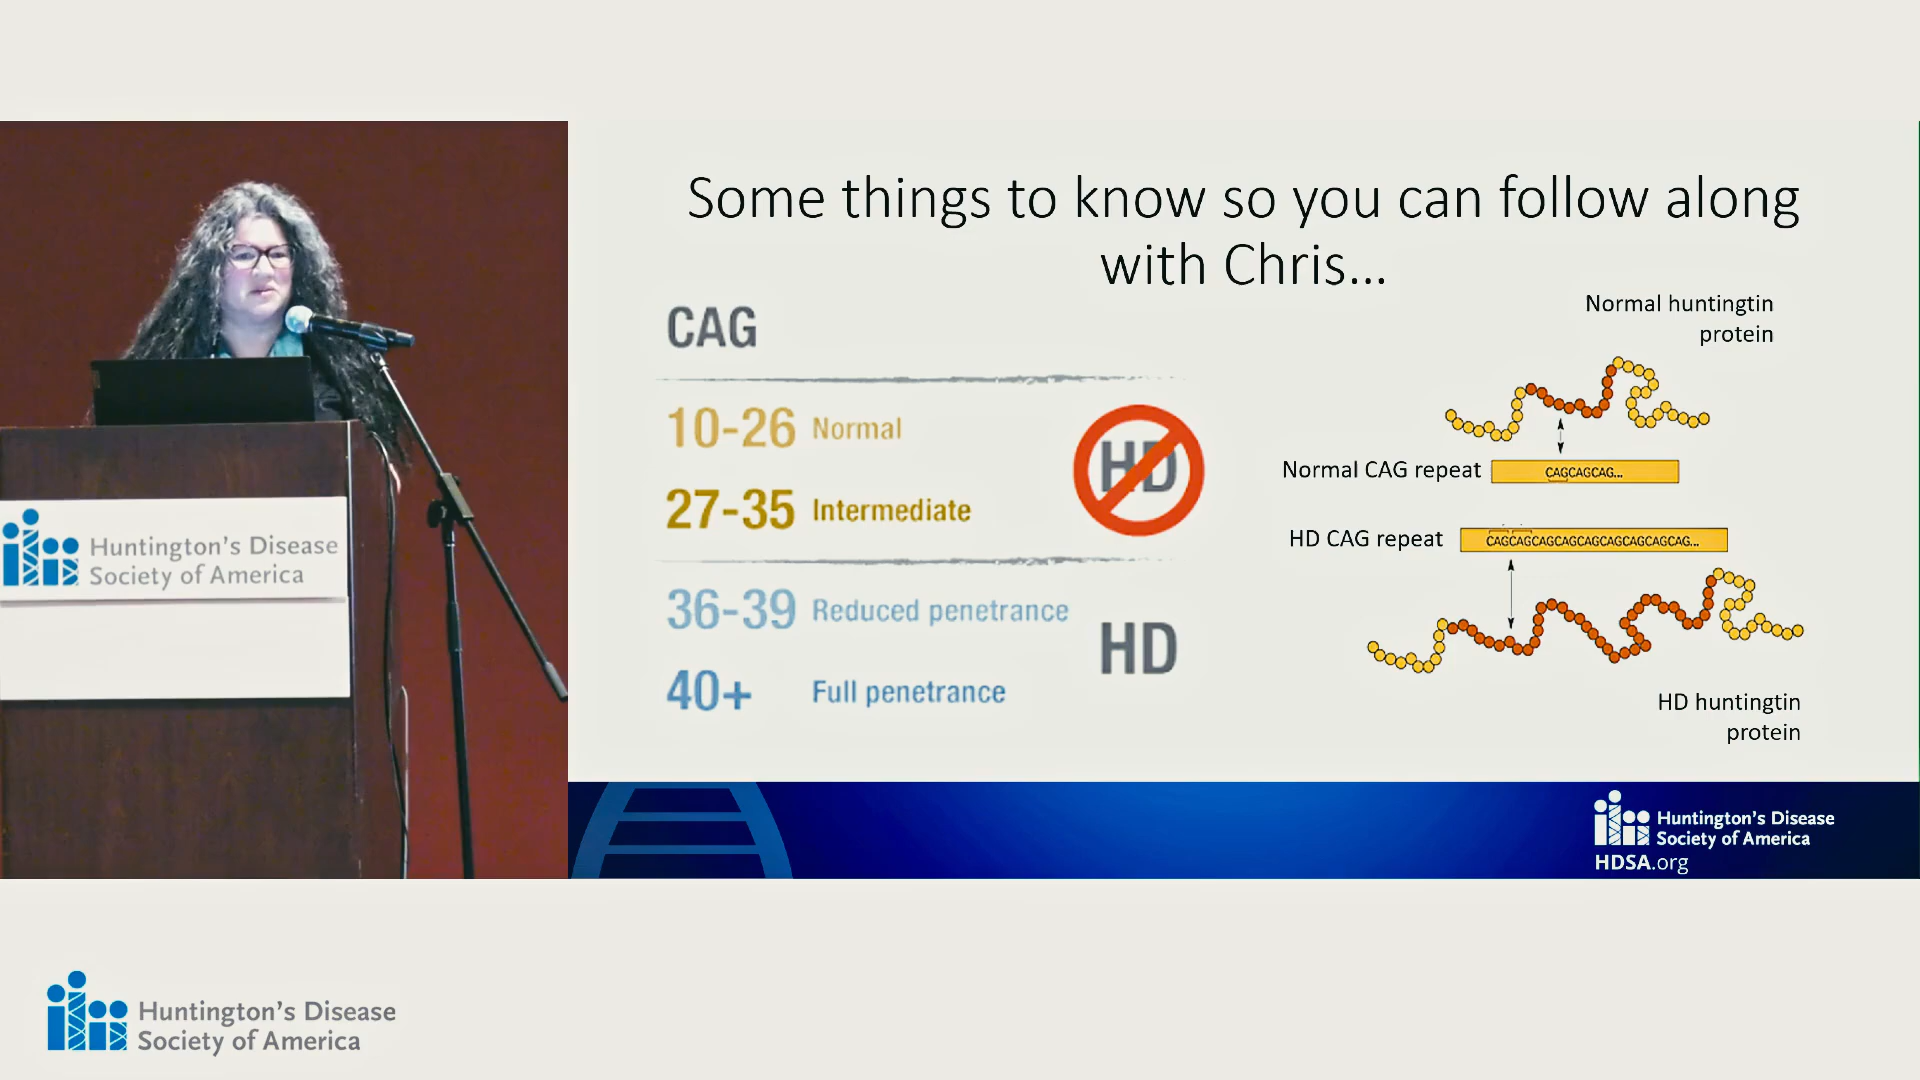 Some things to know so you can follow along
with Chris...
CAG
10-26 Normal
27-35 Intermediate
HD
36-39 Reduced penetrance
40+ Full penetrance
HD
Normal huntingtin
protein
Normal CAG repeat
CAGCAGCAG...
HD CAG repeat
CAGCAGCAGCAGCAGCAGCAGCAGCAG...
HD huntingtin
protein
Huntington's Disease
Society of America
HDSA.org
Huntington's Disease
Society of America
Huntington's Disease
Society of America